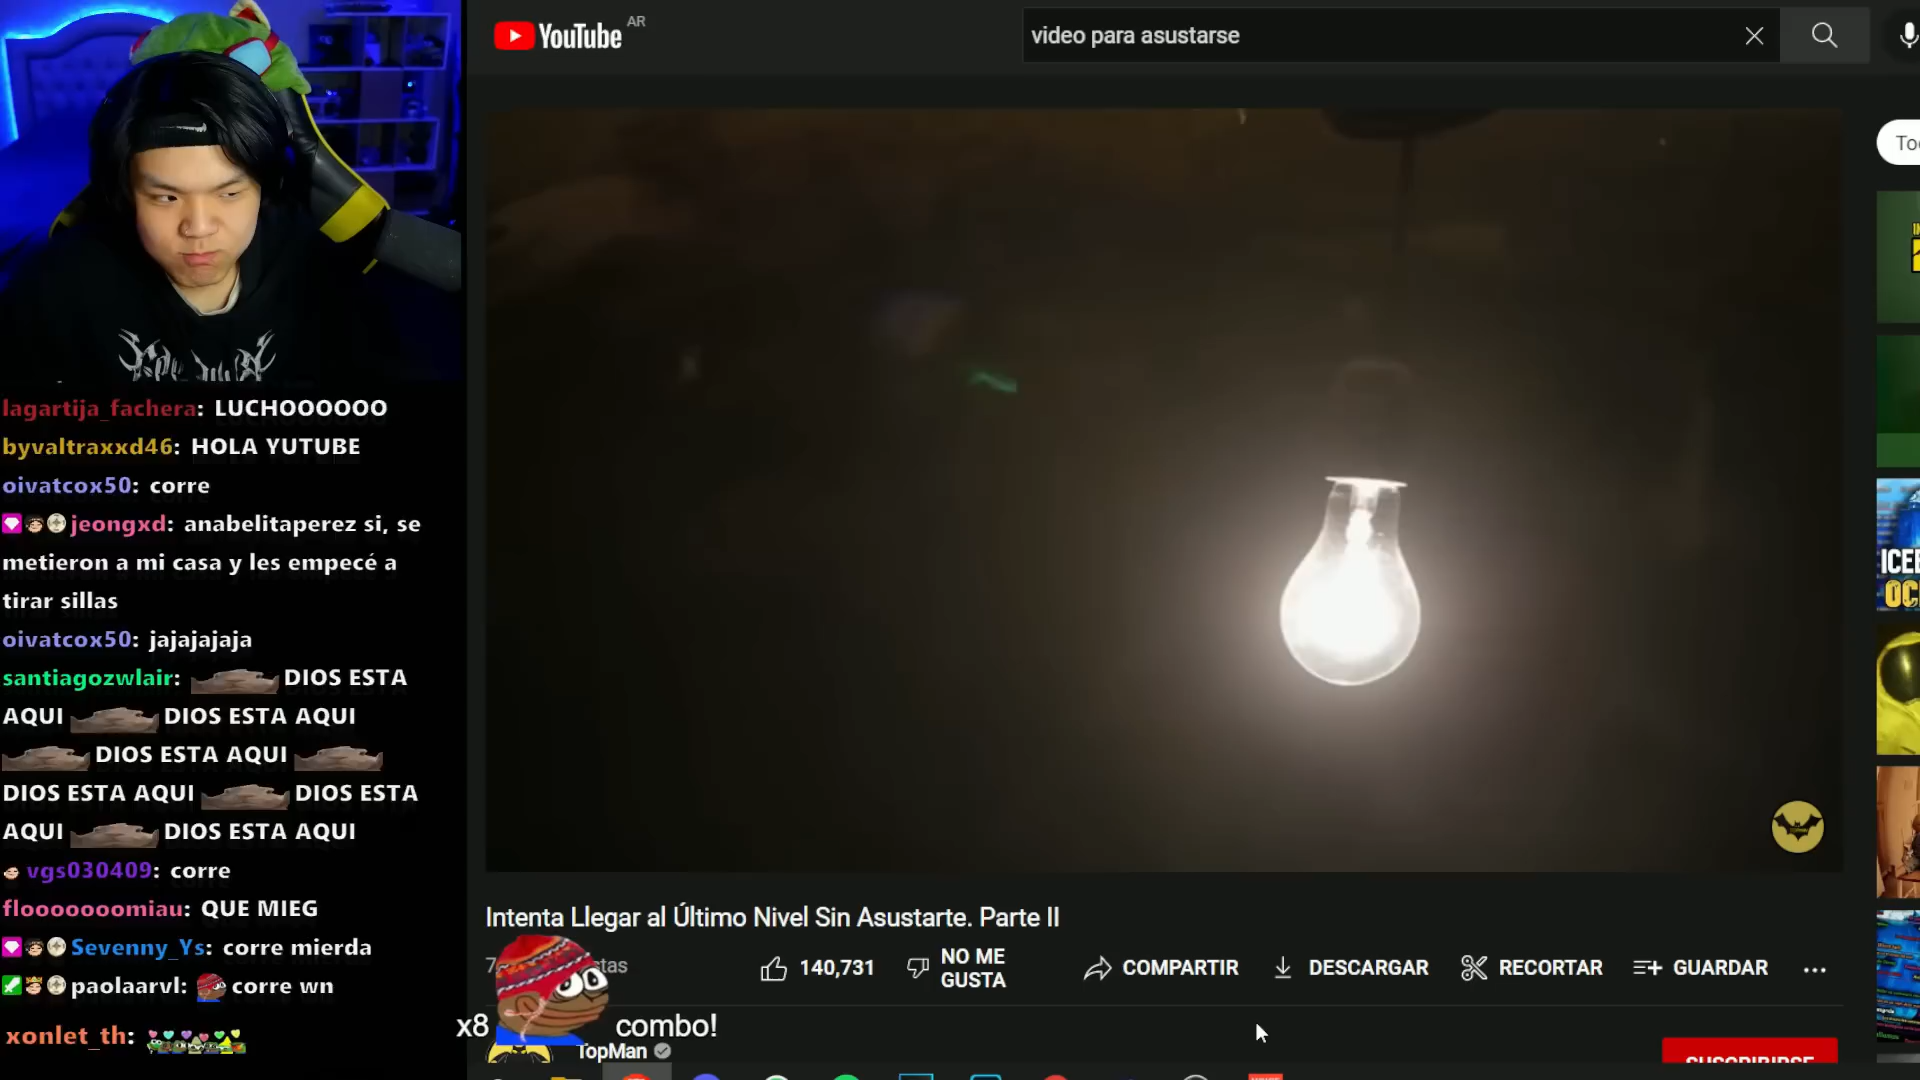 YouTube AR
video para asustarse
lagartija_fachera: LUCHOOOOOO
byvaltraxxd46: HOLA YUTUBE
oivatcox50: corre
jeongxd: anabelitaperez si, se
metieron a mi casa y les empecé a
tirar sillas
oivatcox50: jajajajaja
santiagozwlair: DIOS ESTA
AQUI DIOS ESTA AQUI
DIOS ESTA AQUI
DIOS ESTA AQUI DIOS ESTA
AQUI DIOS ESTA AQUI
vgs030409: corre
flooooooomiau: QUE MIEG
Sevenny_Ys: corre mierda
paolaarvl: corre wn
xonlet_th:
Intenta Llegar al Último Nivel Sin Asustarte. Parte II
140,731
NO ME
GUSTA
COMPARTIR
DESCARGAR
RECORTAR
GUARDAR
x8 combo!
TopMan
SUSCRIBIRSE